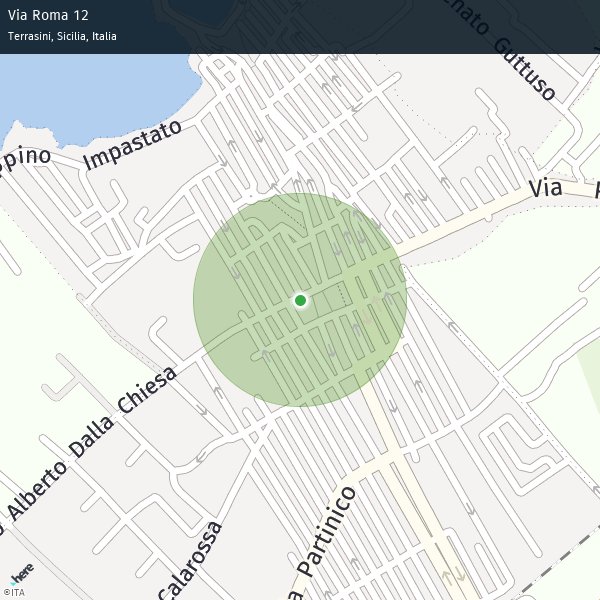 Via Roma 12
Terrasini, Sicilia, Italia
enato Guttuso
Impastato
ppino
Via
Alberto Dalla Chiesa
Partinico
Calarossa
here
©ITA